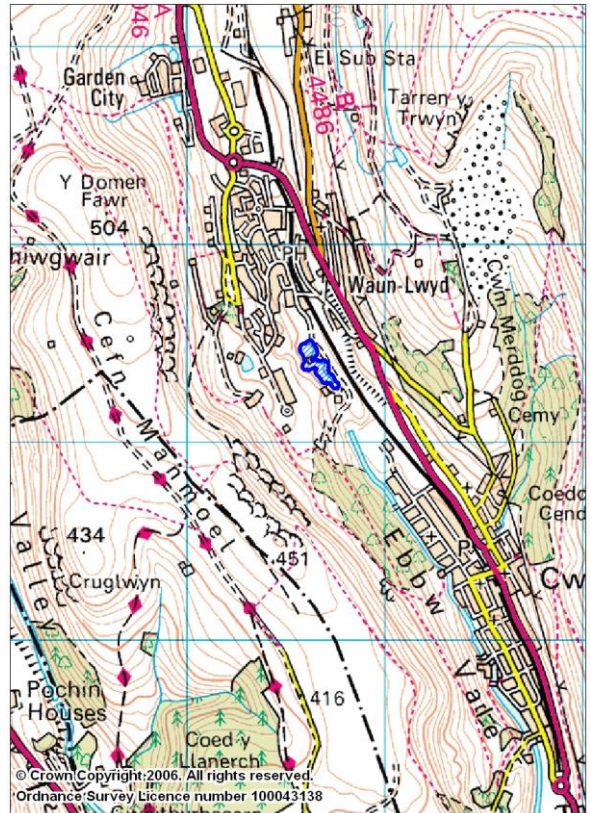 A
946
El Sub Sta
Garden
City
B
4486
Tarren y
Trwyn
Y Domen
Fawr
504
PH
hiwgwair
Waun-Lwyd
Cwm Merddog
Cefn Manmoel
Cemy
Coedc
Cend
434
451
Cruglwyn
Valley
Ebbw Vale
Cw
Pochin
Houses
416
Coed y
Llanerch
© Crown Copyright 2006. All rights reserved.
Ordnance Survey Licence number 100043138